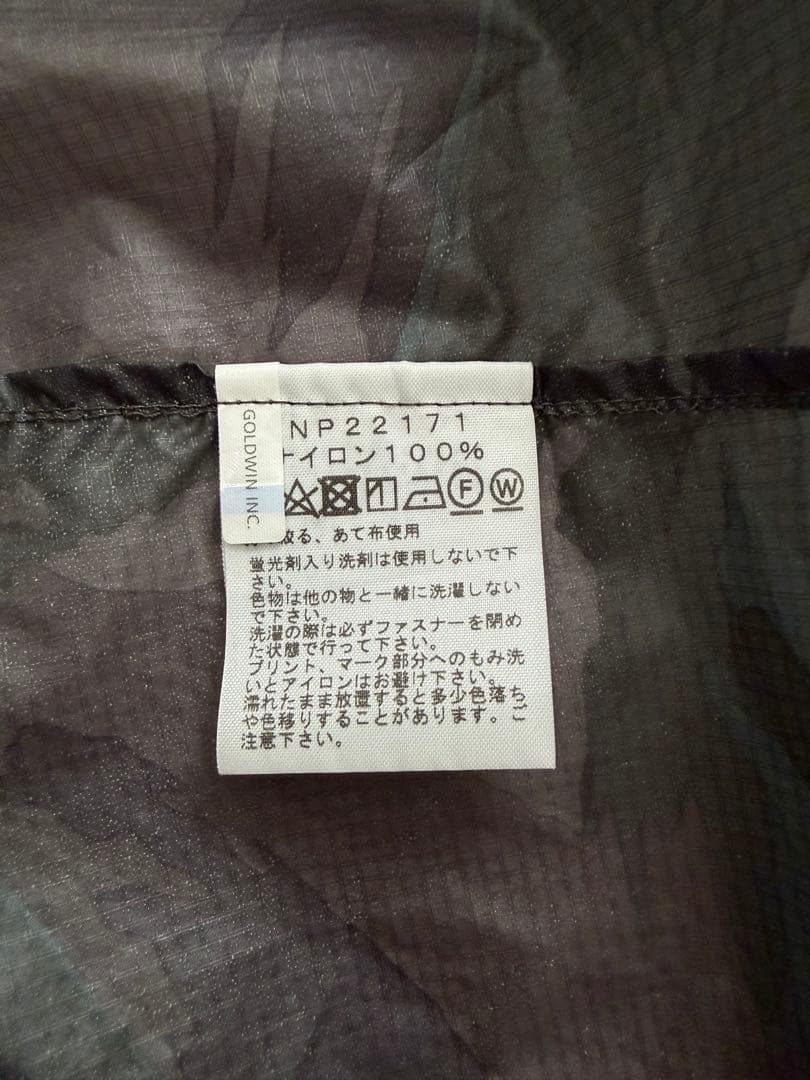 GOLDWIN INC.
NP22171
イロン100%
F W
絞る、あて布使用
蛍光剤入り洗剤は使用しないで下
さい。
色物は他の物と一緒に洗濯しない
で下さい。
洗濯の際は必ずファスナーを閉め
た状態で行って下さい。
プリント、マーク部分へのもみ洗
いとアイロンはお避け下さい。
濡れたまま放置すると多少色落ち
や色移りすることがあります。ご
注意下さい。